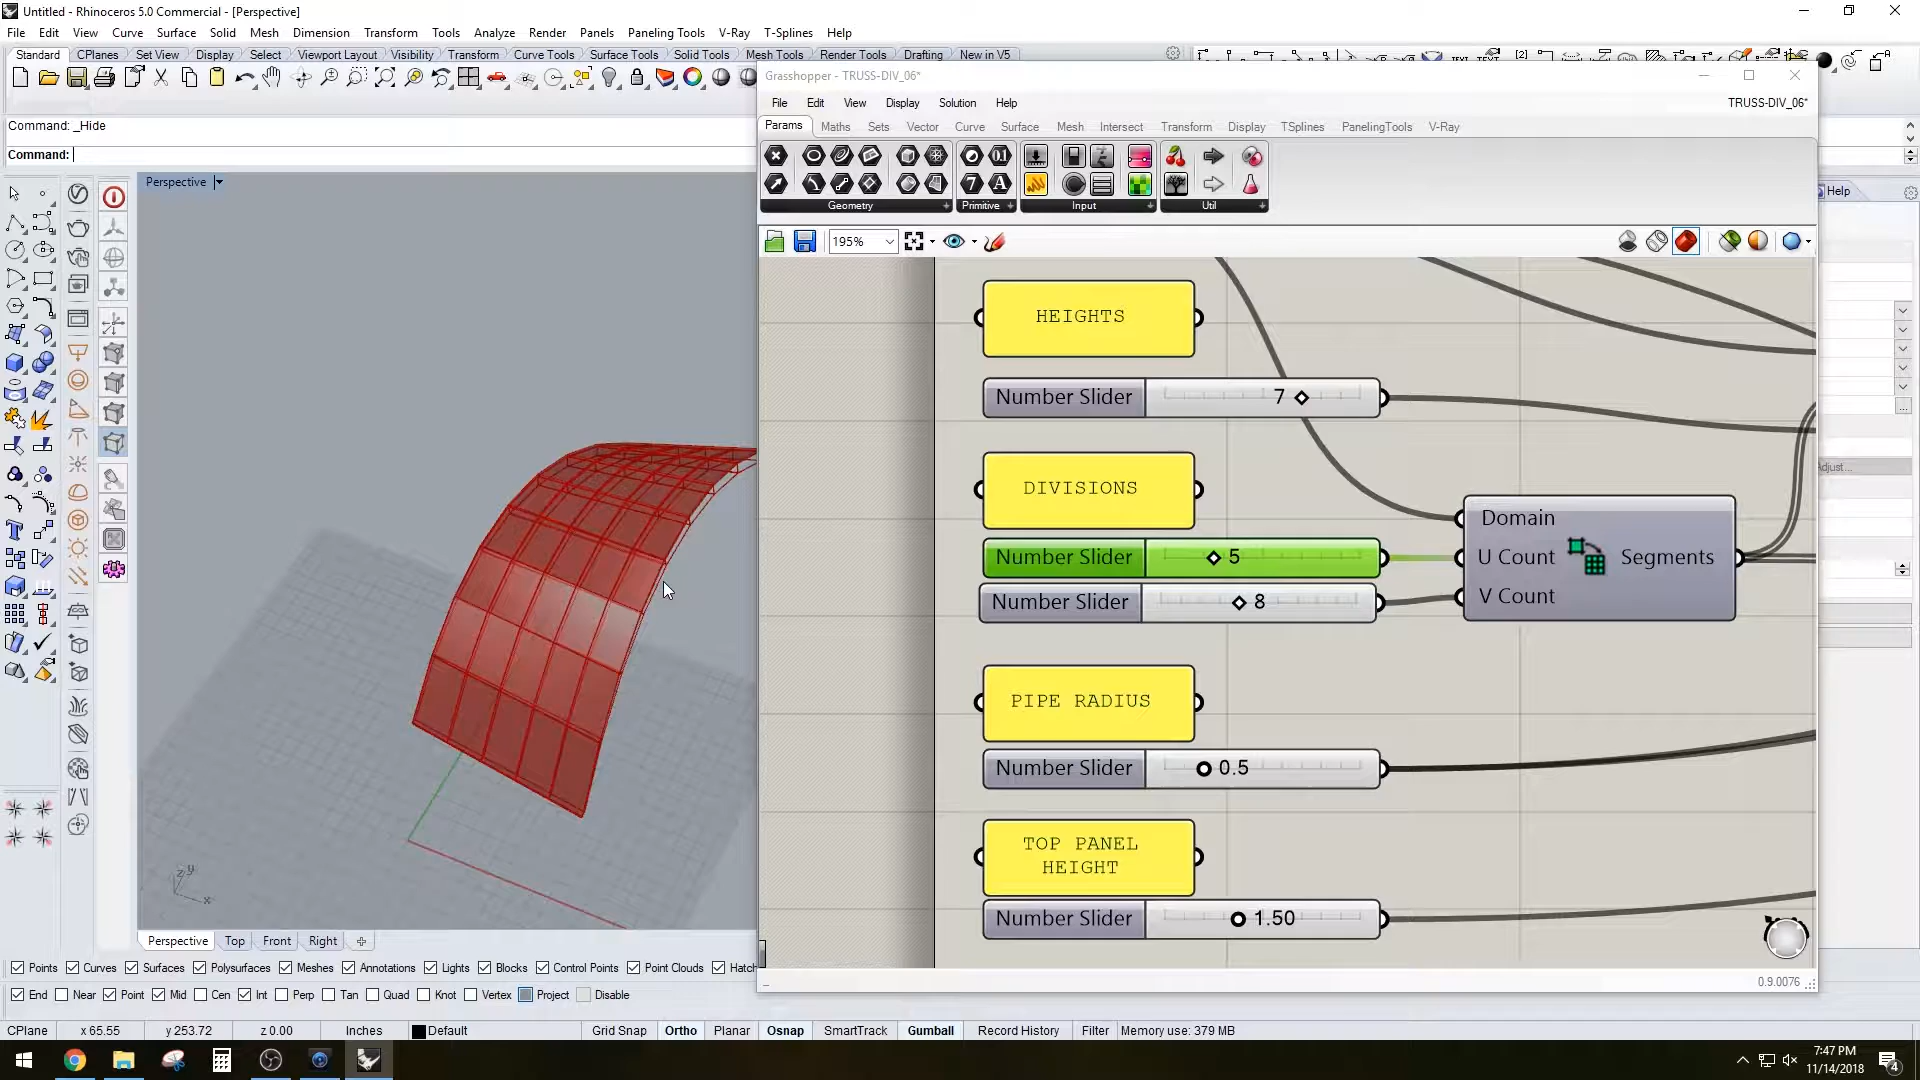 Untitled - Rhinoceros 5.0 Commercial - [Perspective]
File Edit View Curve Surface Solid Mesh Dimension Transform Tools Analyze Render Panels Paneling Tools V-Ray T-Splines Help
Standard CPlanes Set View Display Select Viewport Layout Visibility Transform Curve Tools Surface Tools Solid Tools Mesh Tools Render Tools Drafting New in V5
Grasshopper - TRUSS-DIV_06*
File Edit View Display Solution Help TRUSS-DIV_06*
Command: _Hide
Command:
Params Maths Sets Vector Curve Surface Mesh Intersect Transform Display TSplines PanelingTools V-Ray
Geometry Primitive Input Util
Perspective
Help
195%
HEIGHTS
Number Slider 7
DIVISIONS
Number Slider 5
Number Slider 8
Domain
U Count
V Count
Segments
Adjust...
PIPE RADIUS
Number Slider 0.5
TOP PANEL
HEIGHT
Number Slider 1.50
z y
x
Perspective Top Front Right
Points Curves Surfaces Polysurfaces Meshes Annotations Lights Blocks Control Points Point Clouds Hatch
0.9.0076
End Near Point Mid Cen Int Perp Tan Quad Knot Vertex Project Disable
CPlane x 65.55 y 253.72 z 0.00 Inches Default Grid Snap Ortho Planar Osnap SmartTrack Gumball Record History Filter Memory use: 379 MB
7:47 PM
11/14/2018
4